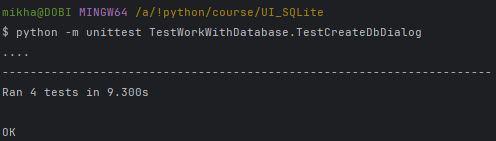 mikha@DOBI MINGW64 /a/!python/course/UI_SQLite
$ python -m unittest TestWorkWithDatabase.TestCreateDbDialog
....
----------------------------------------------------------------------
Ran 4 tests in 9.300s
OK